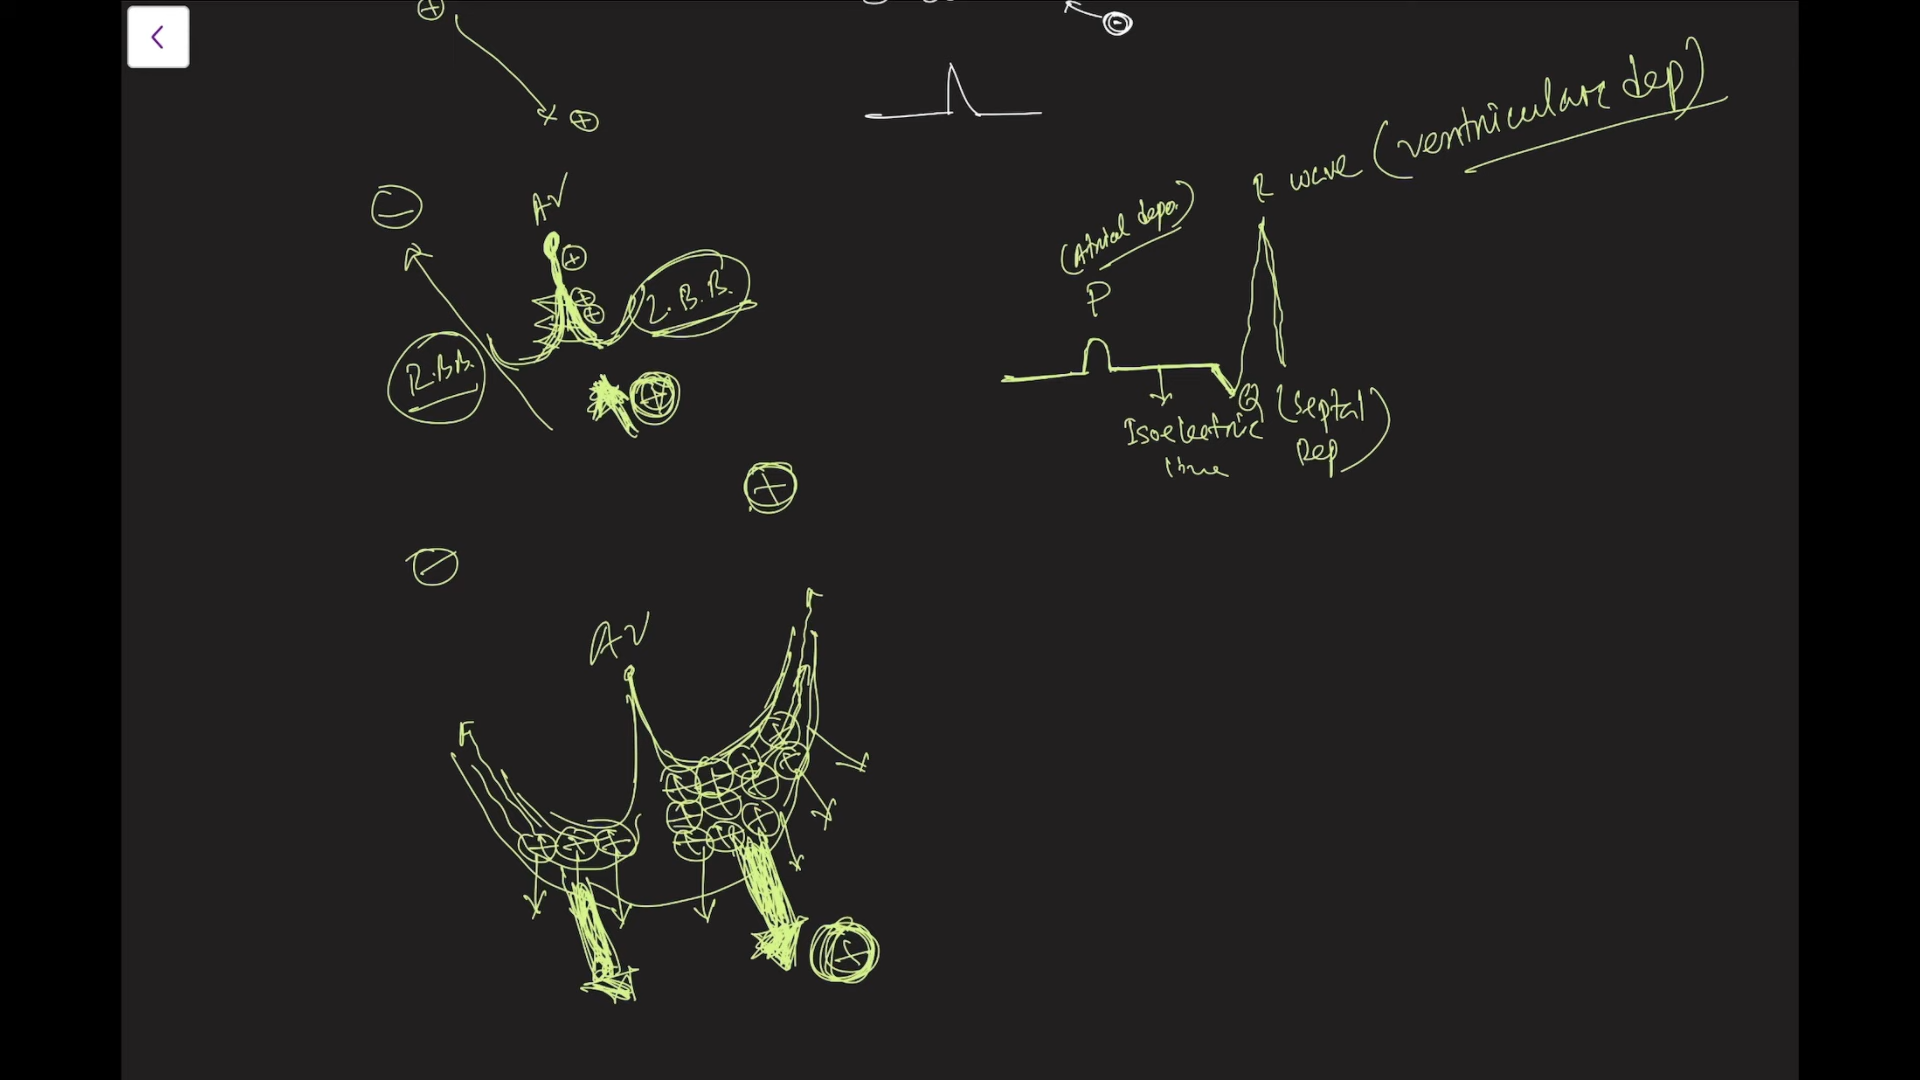 R wave (ventriculare dep)
(Atrial depo.)
P
AV
L.B.B.
R.B.B.
Q (septal
Dep)
Isoelectric
line
AV